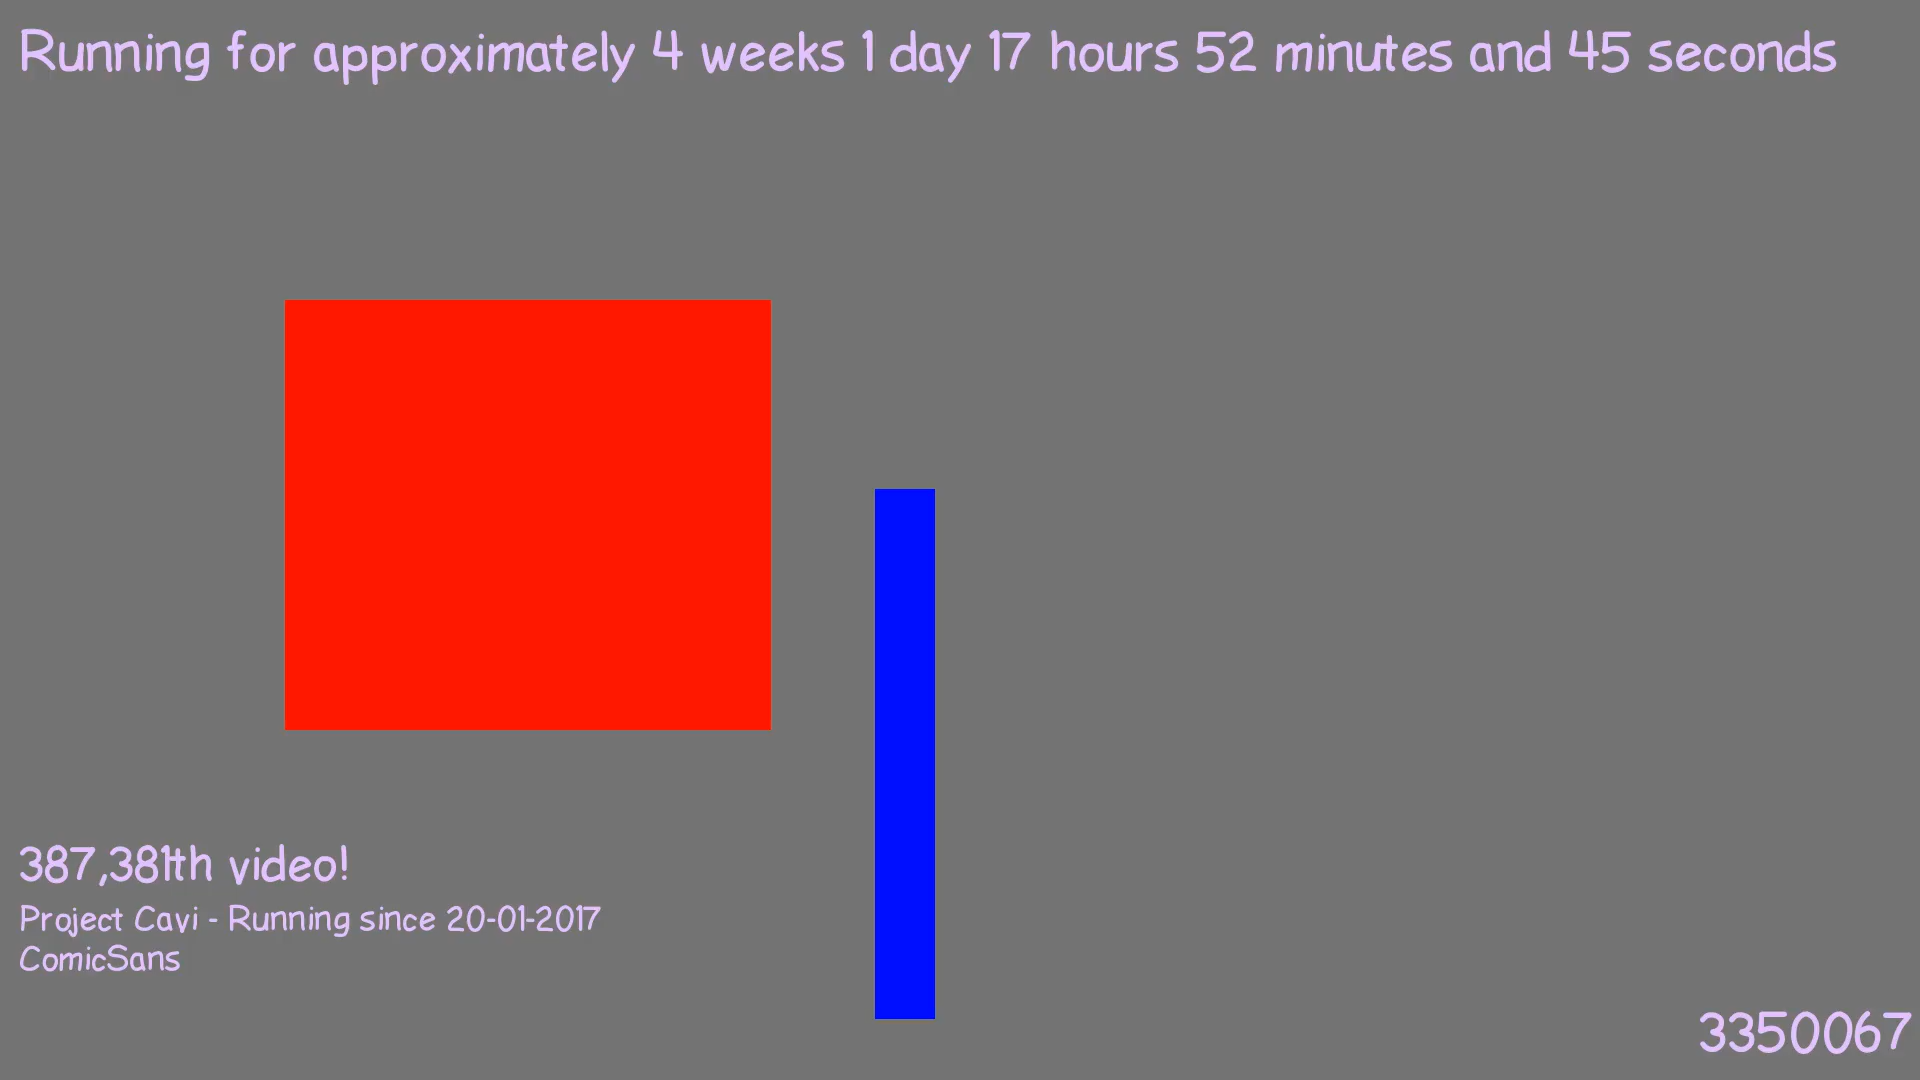 Running for approximately 4 weeks 1 day 17 hours 52 minutes and 45 seconds
387,381th video!
Project Cavi - Running since 20-01-2017
ComicSans
3350067